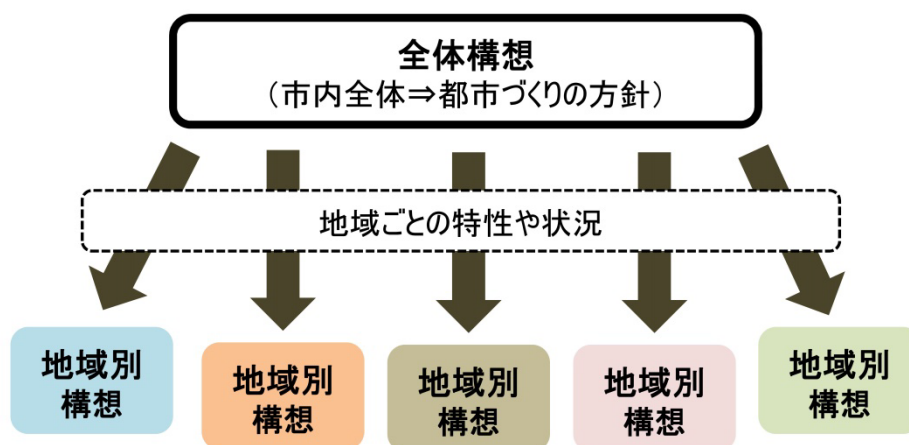 全体構想
（市内全体⇒都市づくりの方針）
地域ごとの特性や状況
地域別
構想
地域別
構想
地域別
構想
地域別
構想
地域別
構想